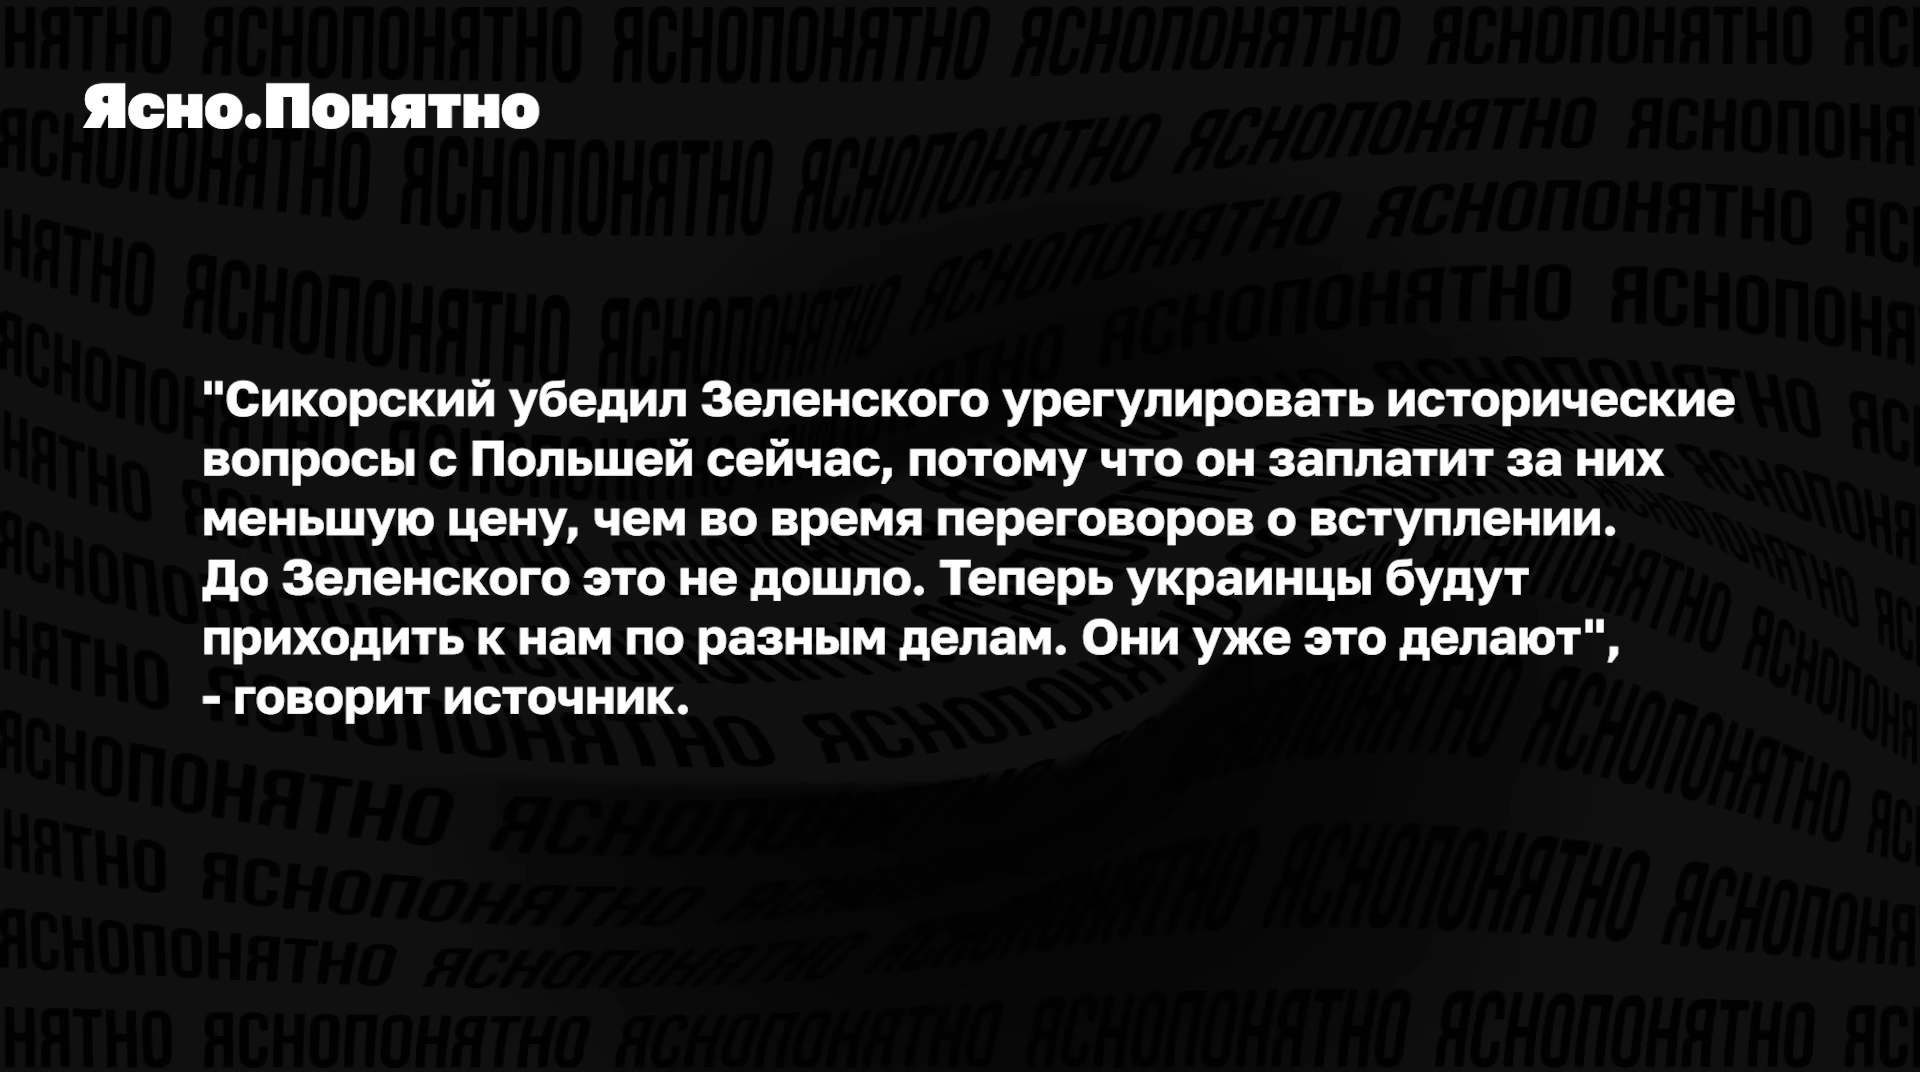 Ясно.Понятно
"Сикорский убедил Зеленского урегулировать исторические
вопросы с Польшей сейчас, потому что он заплатит за них
меньшую цену, чем во время переговоров о вступлении.
До Зеленского это не дошло. Теперь украинцы будут
приходить к нам по разным делам. Они уже это делают",
- говорит источник.